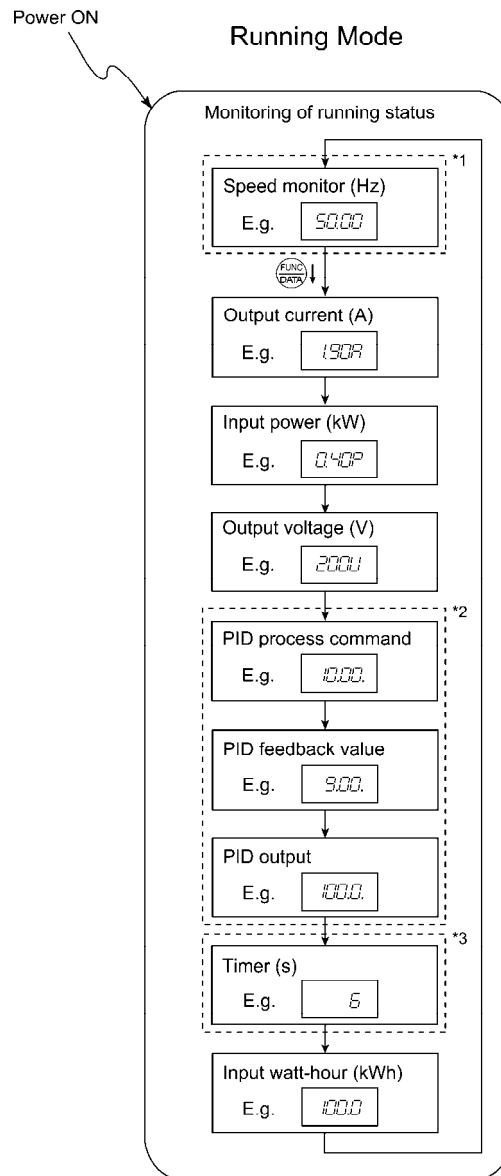 Power ON
Running Mode
Monitoring of running status
*1
Speed monitor (Hz)
E.g. 50.00
FUNC
DATA
Output current (A)
E.g. 1.90A
Input power (kW)
E.g. 0.40P
Output voltage (V)
E.g. 200U
*2
PID process command
E.g. 10.00.
PID feedback value
E.g. 9.00.
PID output
E.g. 100.0.
*3
Timer (s)
E.g. 6
Input watt-hour (kWh)
E.g. 100.0